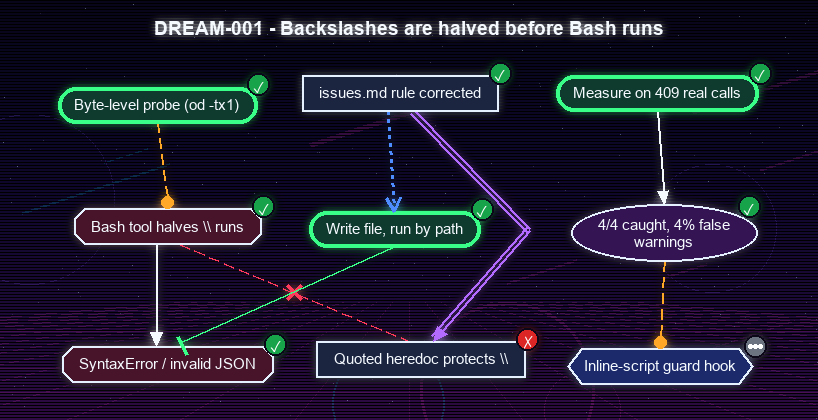 DREAM-001 - Backslashes are halved before Bash runs
Byte-level probe (od -tx1)
issues.md rule corrected
Measure on 409 real calls
Bash tool halves \\ runs
Write file, run by path
4/4 caught, 4% false
warnings
SyntaxError / invalid JSON
Quoted heredoc protects \\
Inline-script guard hook